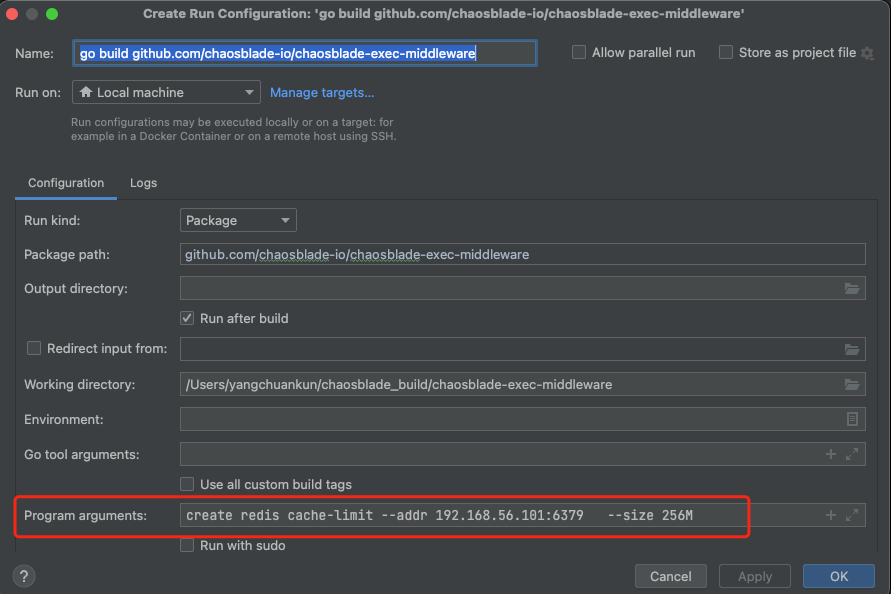 Create Run Configuration: 'go build github.com/chaosblade-io/chaosblade-exec-middleware'
Name: go build github.com/chaosblade-io/chaosblade-exec-middleware Allow parallel run Store as project file
Run on: Local machine Manage targets...
Run configurations may be executed locally or on a target: for
example in a Docker Container or on a remote host using SSH.
Configuration Logs
Run kind: Package
Package path: github.com/chaosblade-io/chaosblade-exec-middleware
Output directory:
Run after build
Redirect input from:
Working directory: /Users/yangchuankun/chaosblade_build/chaosblade-exec-middleware
Environment:
Go tool arguments:
Use all custom build tags
Program arguments: create redis cache-limit --addr 192.168.56.101:6379   --size 256M
Run with sudo
? Cancel Apply OK